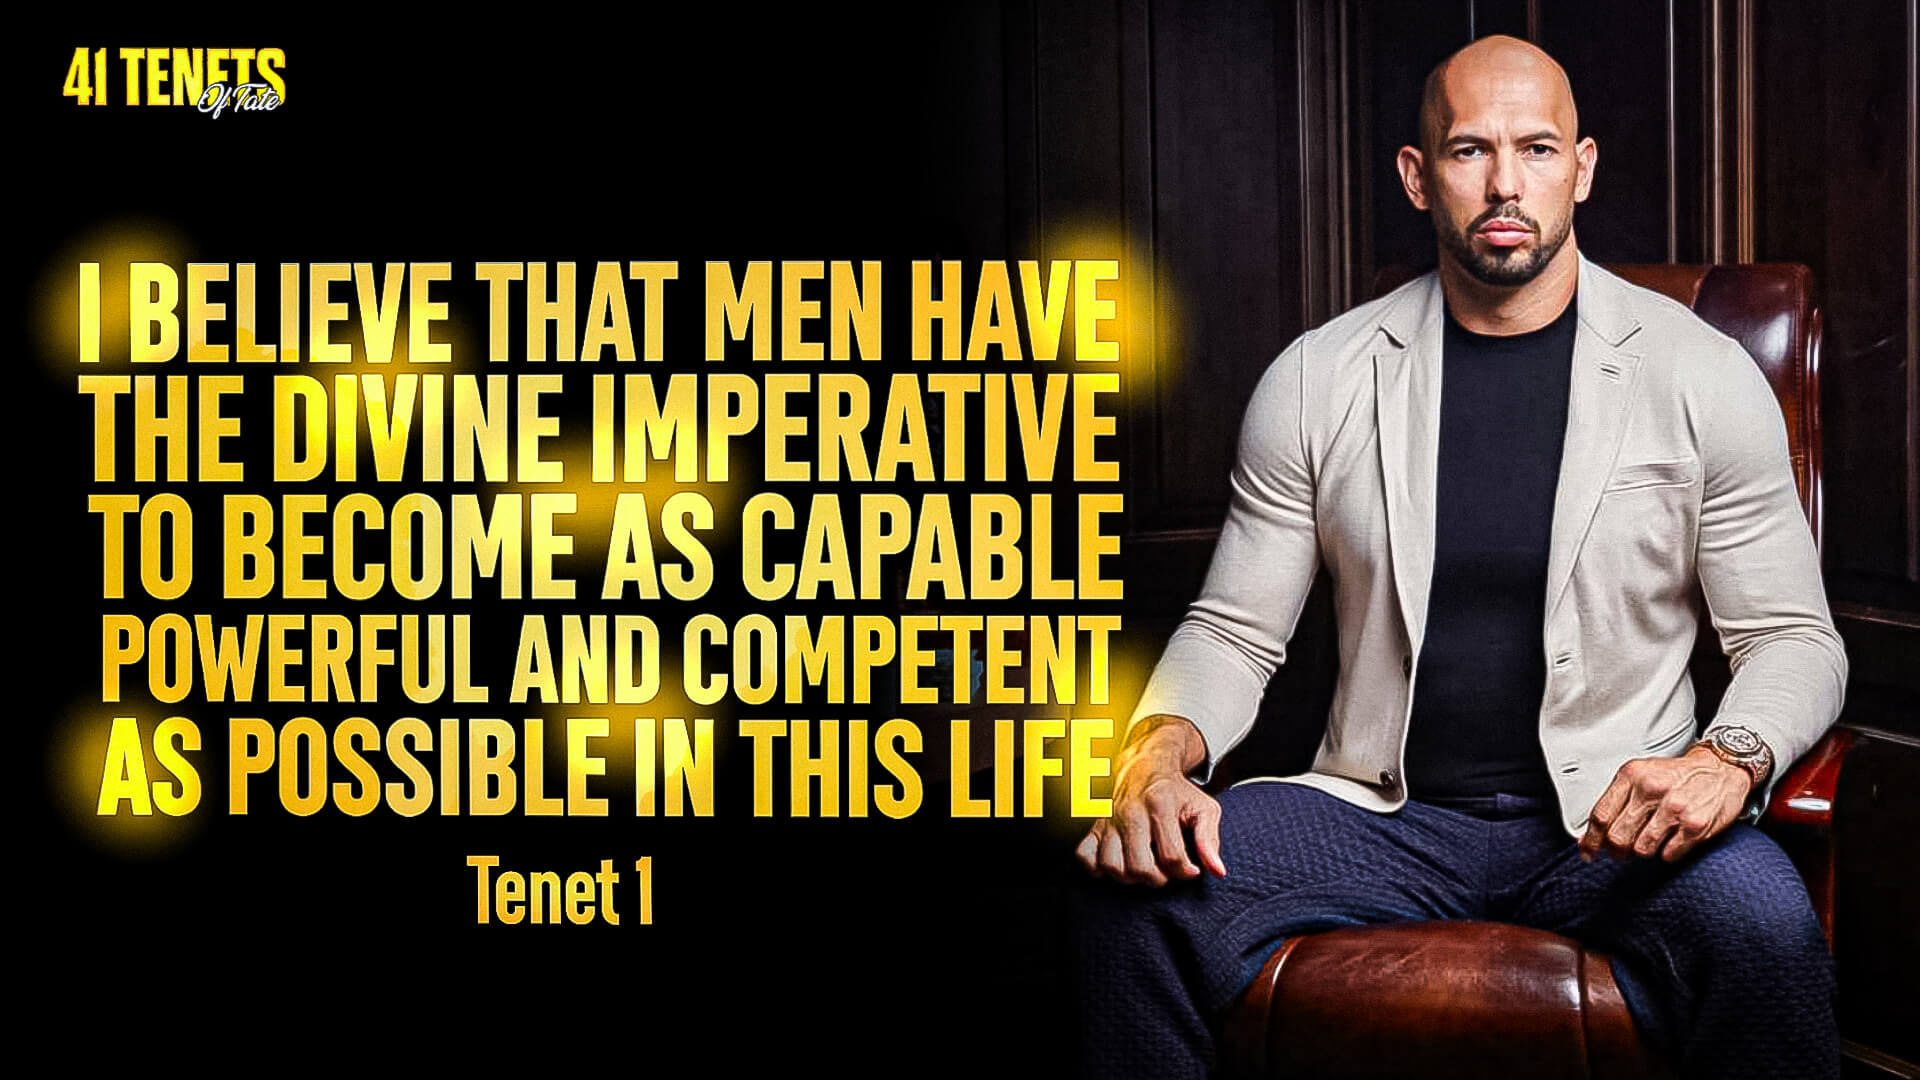 41 TENETS
Of Tate
I BELIEVE THAT MEN HAVE
THE DIVINE IMPERATIVE
TO BECOME AS CAPABLE
POWERFUL AND COMPETENT
AS POSSIBLE IN THIS LIFE
Tenet 1